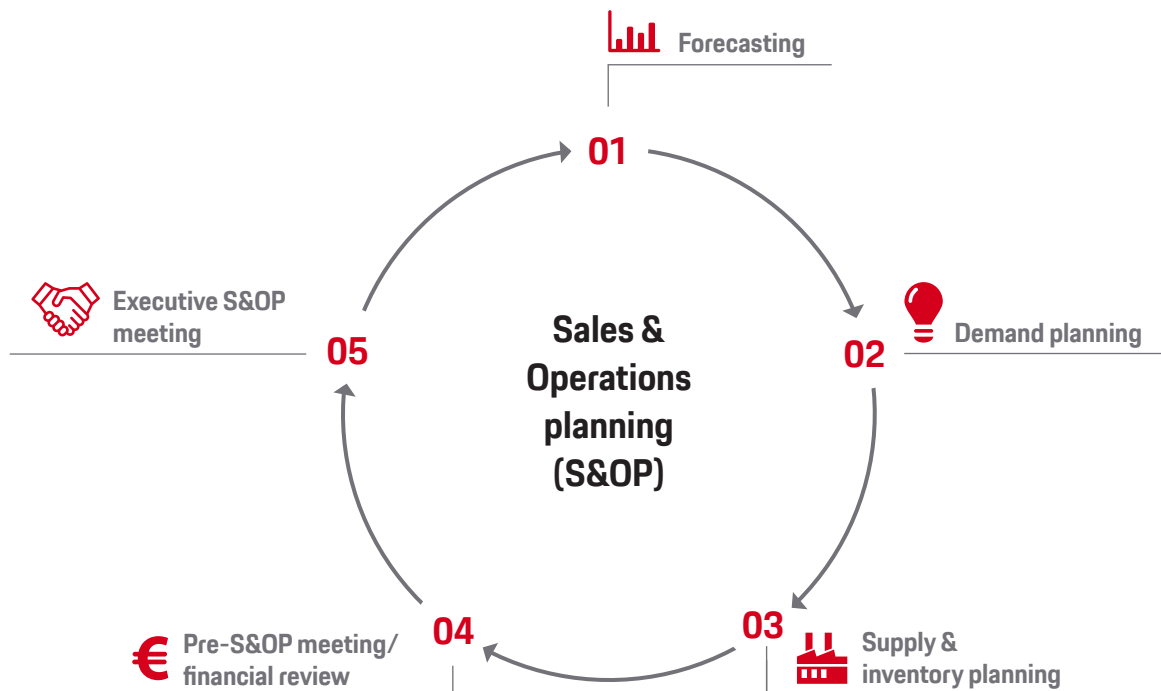 Forecasting
01
Executive S&OP
meeting
05
Sales &
Operations
planning
(S&OP)
02
Demand planning
04
Pre-S&OP meeting/
financial review
03
Supply &
inventory planning